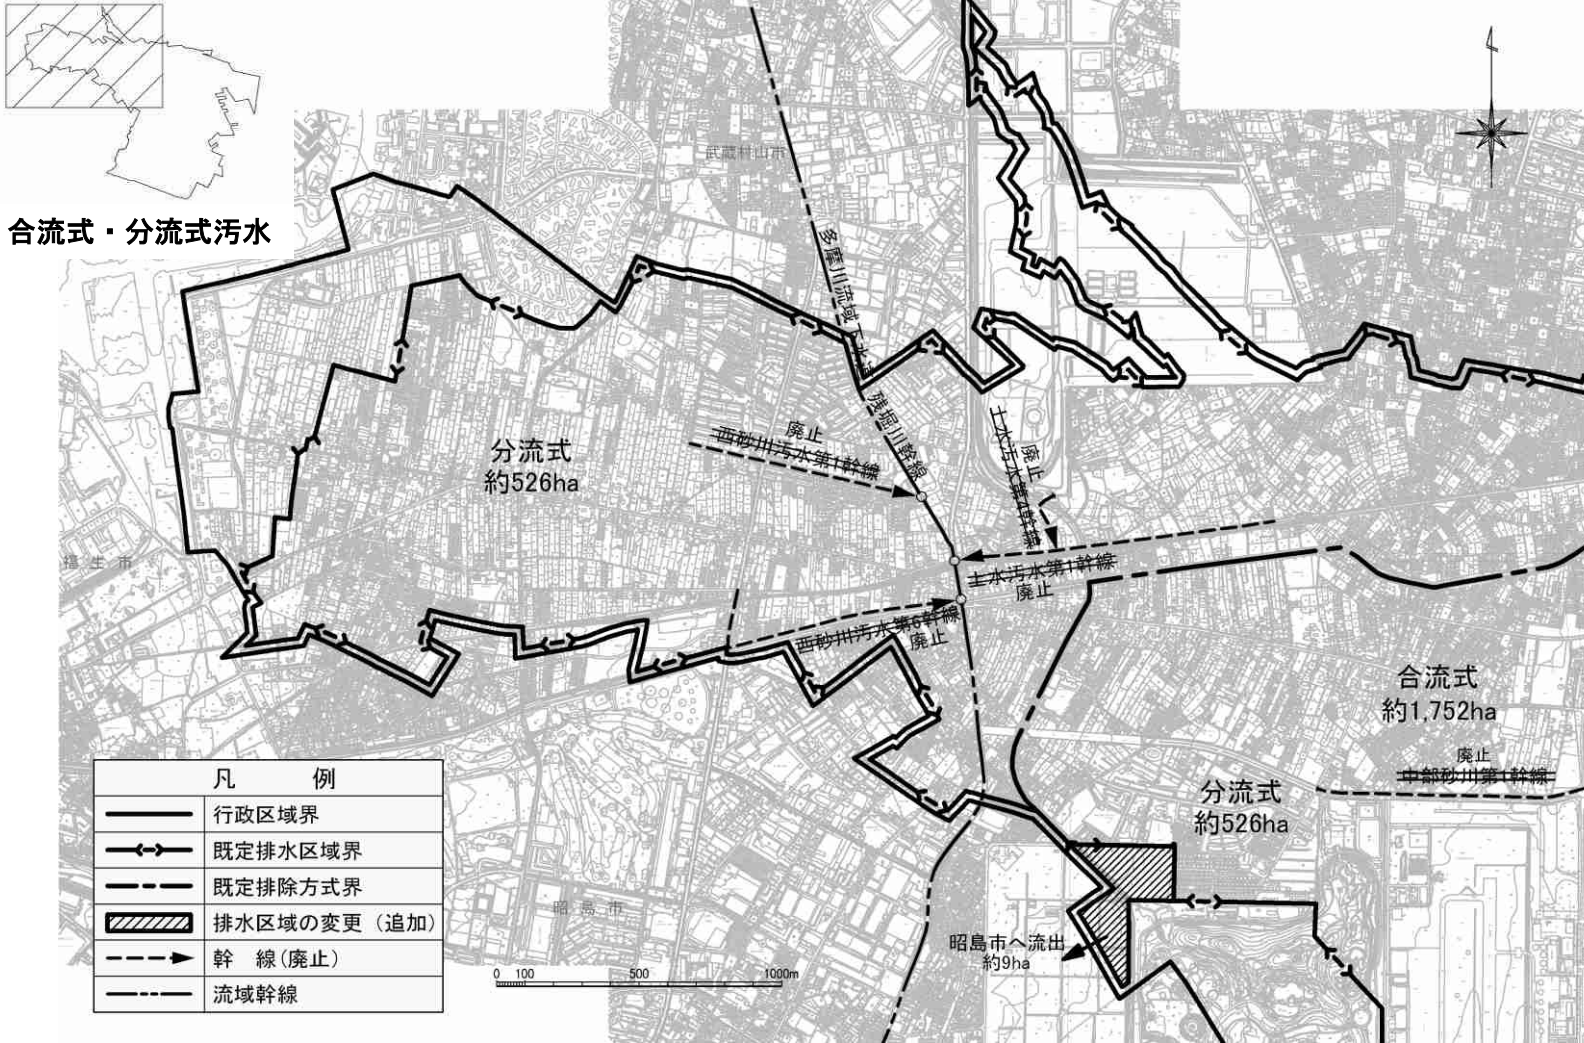 合流式・分流式汚水
武蔵村山市
多摩川流域下水道
残堀川幹線
分流式
約526ha
廃止
西砂川汚水第1幹線
廃止
土水汚水第4幹線
土水汚水第1幹線
廃止
西砂川汚水第6幹線
廃止
福生市
合流式
約1,752ha
廃止
中部砂川第1幹線
分流式
約526ha
昭島市
昭島市へ流出
約9ha
0 100 500 1000m
凡 例
行政区域界
既定排水区域界
既定排除方式界
排水区域の変更(追加)
幹 線(廃止)
流域幹線